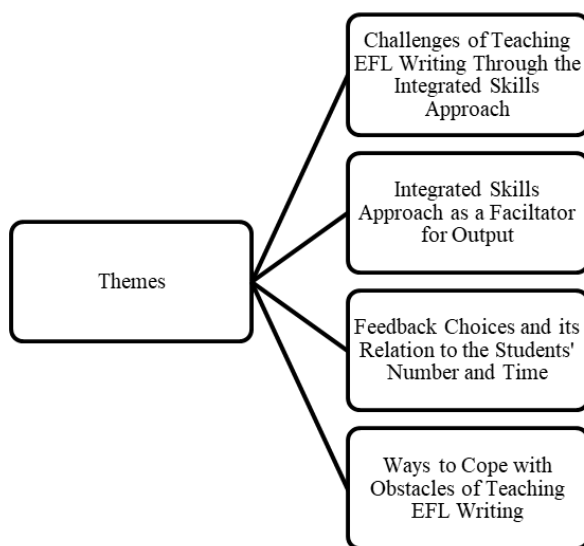 Themes
Challenges of Teaching
EFL Writing Through the
Integrated Skills
Approach
Integrated Skills
Approach as a Faciltator
for Output
Feedback Choices and its
Relation to the Students'
Number and Time
Ways to Cope with
Obstacles of Teaching
EFL Writing